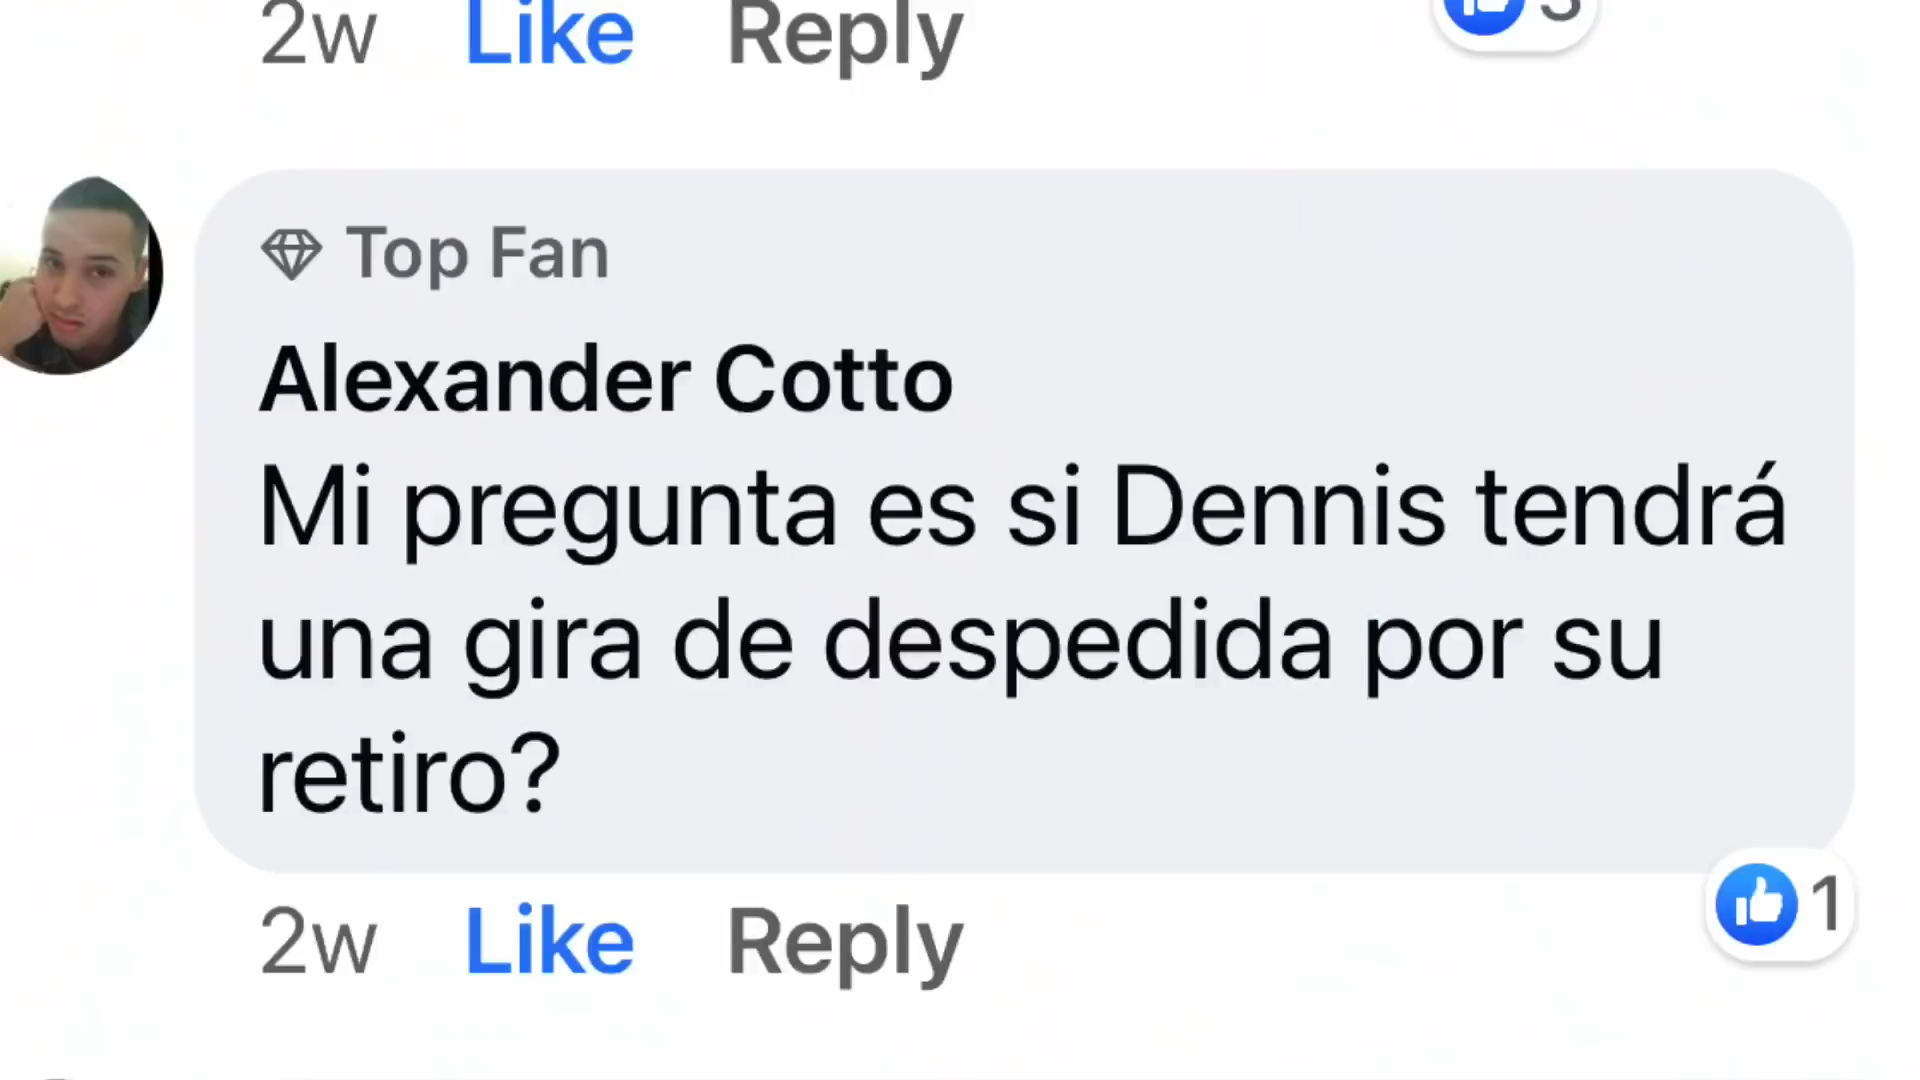 2w Like Reply 3
Top Fan
Alexander Cotto
Mi pregunta es si Dennis tendrá
una gira de despedida por su
retiro?
2w Like Reply 1